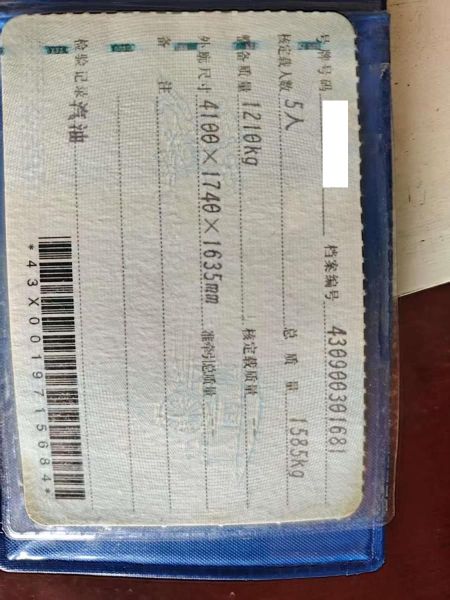 号牌号码 档案编号 430900301681
核定载人数 5人 总质量 1585kg
整备质量 1210kg 核定载质量
外廓尺寸 4100×1740×1635mm 准牵引总质量
备注
检验记录 汽油
*43X0019715684*